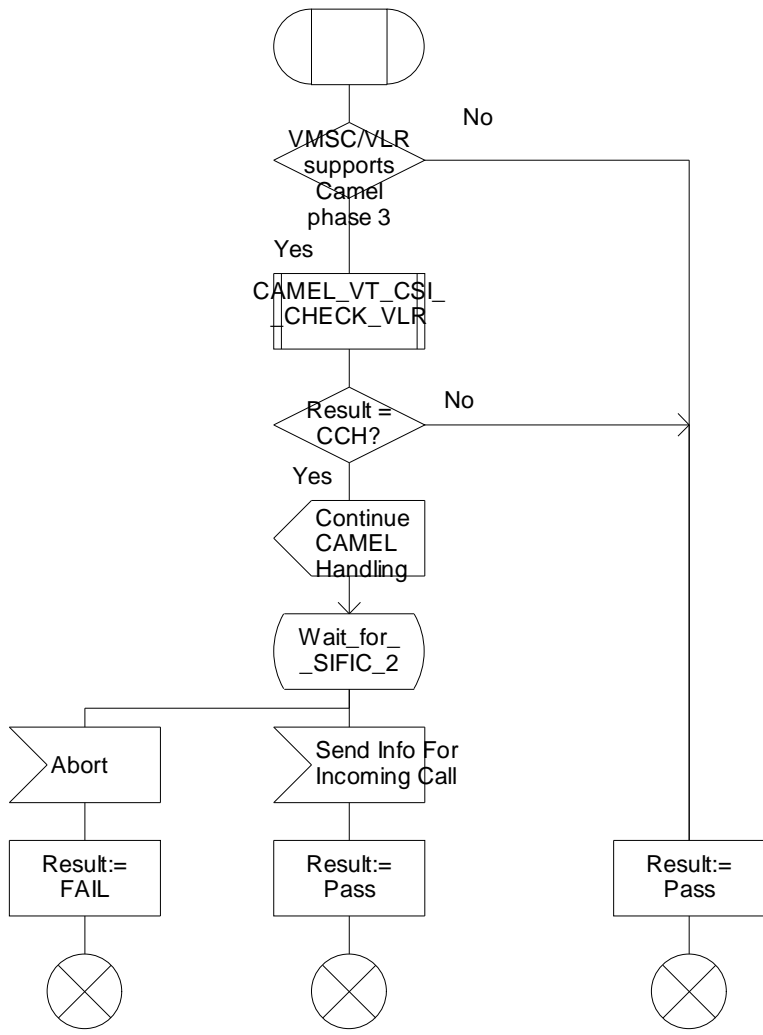 No
VMSC/VLR
supports
Camel
phase 3
Yes
CAMEL_VT_CSI_
_CHECK_VLR
Result =
CCH?
No
Yes
Continue
CAMEL
Handling
Wait_for_
_SIFIC_2
Abort
Send Info For
Incoming Call
Result:=
FAIL
Result:=
Pass
Result:=
Pass